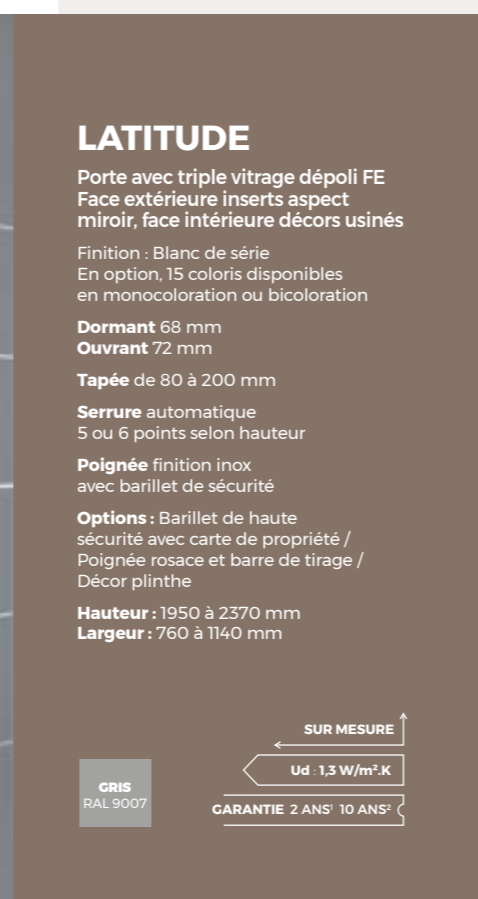 LATITUDE
Porte avec triple vitrage dépoli FE
Face extérieure inserts aspect
miroir, face intérieure décors usinés
Finition : Blanc de série
En option, 15 coloris disponibles
en monocoloration ou bicoloration
Dormant 68 mm
Ouvrant 72 mm
Tapée de 80 à 200 mm
Serrure automatique
5 ou 6 points selon hauteur
Poignée finition inox
avec barillet de sécurité
Options : Barillet de haute
sécurité avec carte de propriété /
Poignée rosace et barre de tirage /
Décor plinthe
Hauteur : 1950 à 2370 mm
Largeur : 760 à 1140 mm
SUR MESURE
Ud : 1,3 W/m².K
GARANTIE 2 ANS¹ 10 ANS²
GRIS
RAL 9007